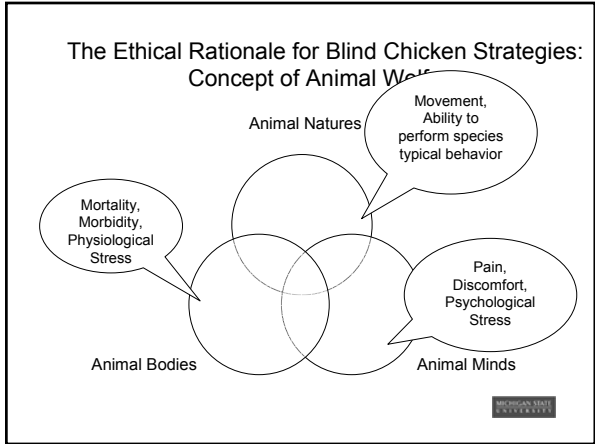 The Ethical Rationale for Blind Chicken Strategies:
Concept of Animal
Movement,
Ability to
perform species
typical behavior
Animal Natures
Mortality,
Morbidity,
Physiological
Stress
Pain,
Discomfort,
Psychological
Stress
Animal Bodies
Animal Minds
MICHIGAN STATE
UNIVERSITY